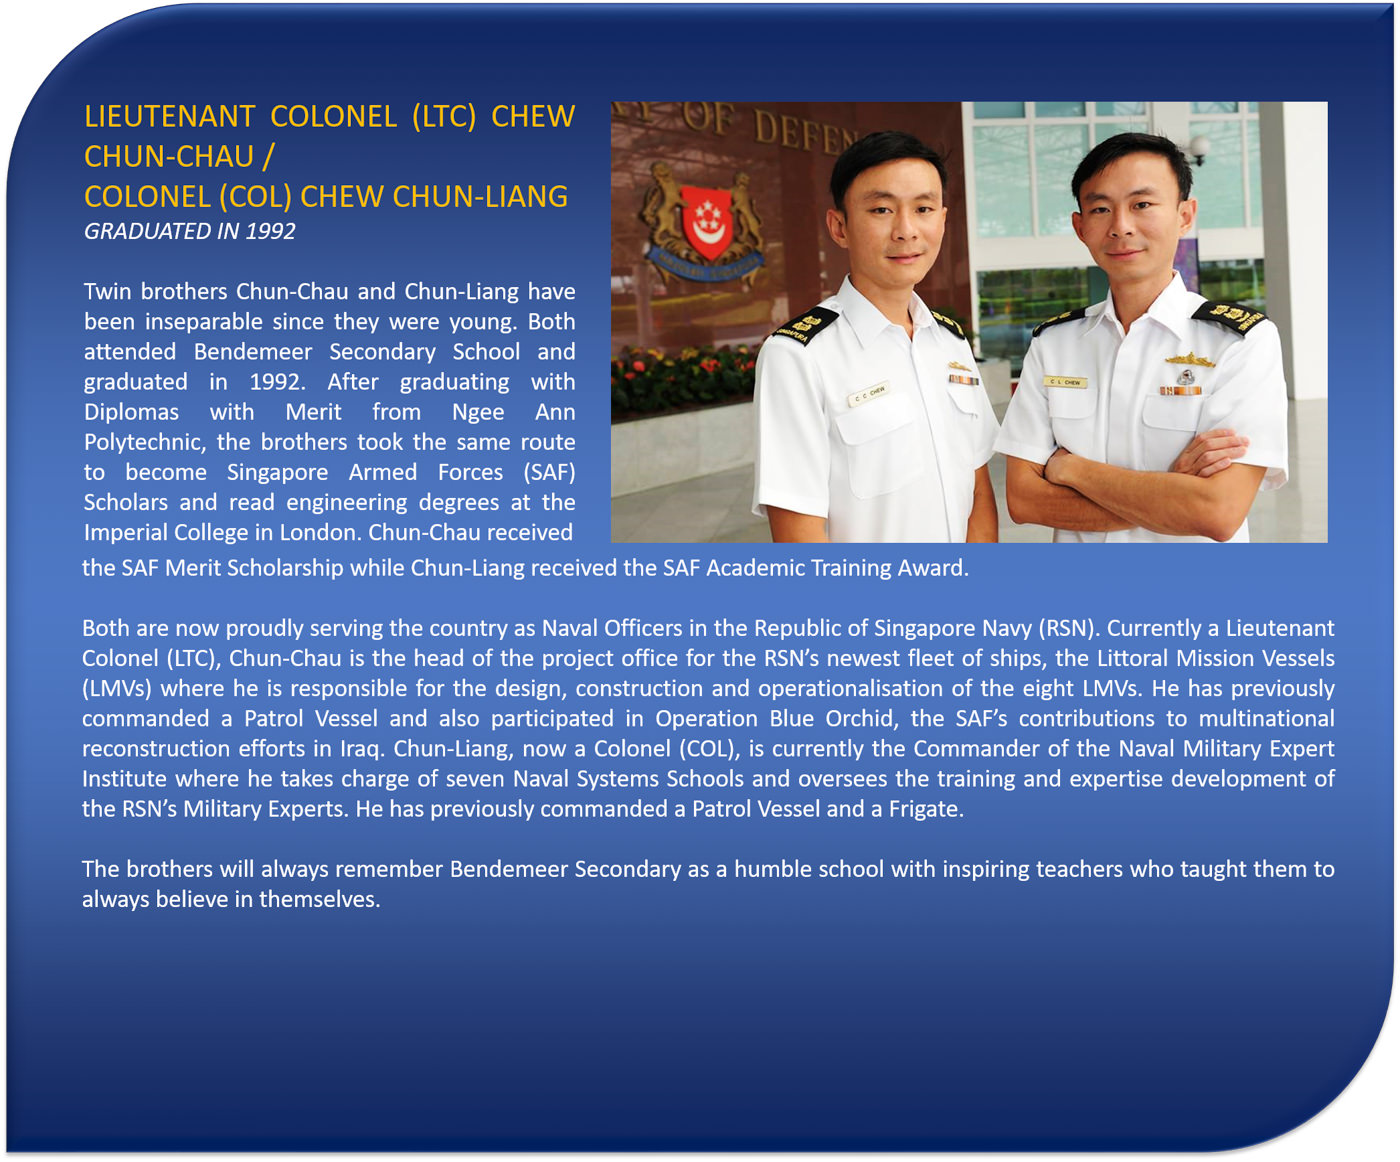 LIEUTENANT COLONEL (LTC) CHEW
CHUN-CHAU /
COLONEL (COL) CHEW CHUN-LIANG
GRADUATED IN 1992
Twin brothers Chun-Chau and Chun-Liang have
been inseparable since they were young. Both
attended Bendemeer Secondary School and
graduated in 1992. After graduating with
Diplomas with Merit from Ngee Ann
Polytechnic, the brothers took the same route
to become Singapore Armed Forces (SAF)
Scholars and read engineering degrees at the
Imperial College in London. Chun-Chau received
the SAF Merit Scholarship while Chun-Liang received the SAF Academic Training Award.
Both are now proudly serving the country as Naval Officers in the Republic of Singapore Navy (RSN). Currently a Lieutenant
Colonel (LTC), Chun-Chau is the head of the project office for the RSN’s newest fleet of ships, the Littoral Mission Vessels
(LMVs) where he is responsible for the design, construction and operationalisation of the eight LMVs. He has previously
commanded a Patrol Vessel and also participated in Operation Blue Orchid, the SAF’s contributions to multinational
reconstruction efforts in Iraq. Chun-Liang, now a Colonel (COL), is currently the Commander of the Naval Military Expert
Institute where he takes charge of seven Naval Systems Schools and oversees the training and expertise development of
the RSN’s Military Experts. He has previously commanded a Patrol Vessel and a Frigate.
The brothers will always remember Bendemeer Secondary as a humble school with inspiring teachers who taught them to
always believe in themselves.
RY OF DEFEN
SINGAPORE
C C CHEW
C L CHEW
SINGAPORE